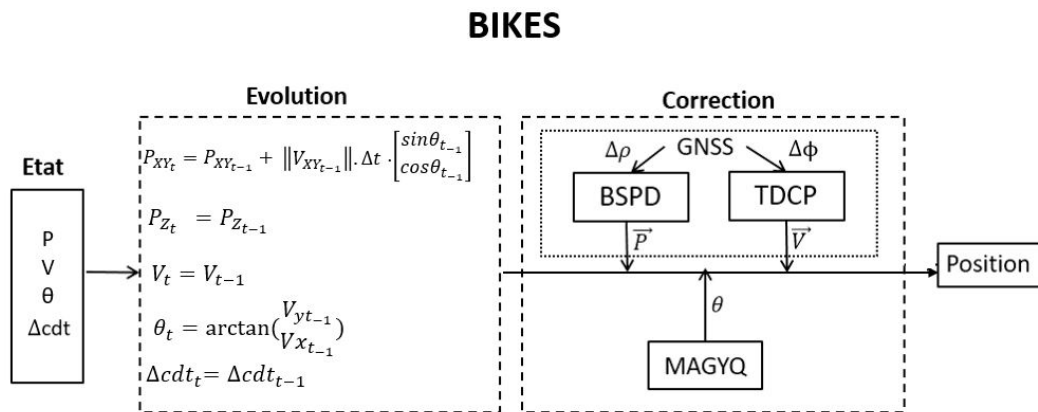 BIKES
Evolution
Correction
Etat
P
V
θ
Δcdt
P_{XY_t} = P_{XY_{t-1}} + ‖V_{XY_{t-1}}‖. Δt · [sinθ_{t-1} cosθ_{t-1}]
P_{Z_t} = P_{Z_{t-1}}
V_t = V_{t-1}
θ_t = arctan(V_{yt-1} Vx_{t-1})
Δcdt_t = Δcdt_{t-1}
Δρ GNSS Δϕ
BSPD TDCP
P⃗ V⃗
θ
MAGYQ
Position